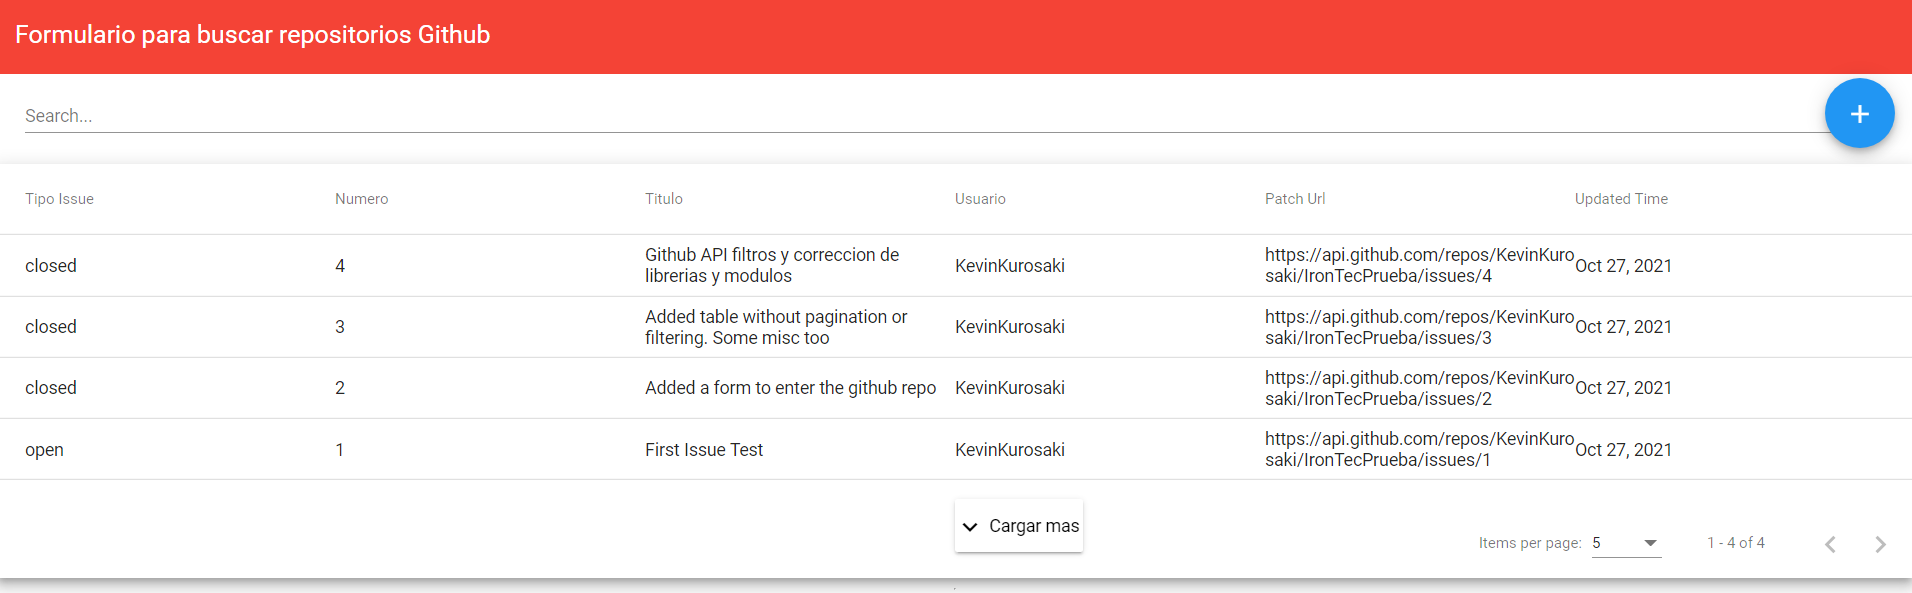 Formulario para buscar repositorios Github
Search...
+
Tipo Issue Numero Titulo Usuario Patch Url Updated Time
closed 4 Github API filtros y correccion de librerias y modulos KevinKurosaki https://api.github.com/repos/KevinKurosaki/IronTecPrueba/issues/4 Oct 27, 2021
closed 3 Added table without pagination or filtering. Some misc too KevinKurosaki https://api.github.com/repos/KevinKurosaki/IronTecPrueba/issues/3 Oct 27, 2021
closed 2 Added a form to enter the github repo KevinKurosaki https://api.github.com/repos/KevinKurosaki/IronTecPrueba/issues/2 Oct 27, 2021
open 1 First Issue Test KevinKurosaki https://api.github.com/repos/KevinKurosaki/IronTecPrueba/issues/1 Oct 27, 2021
Cargar mas
Items per page: 5 1 - 4 of 4